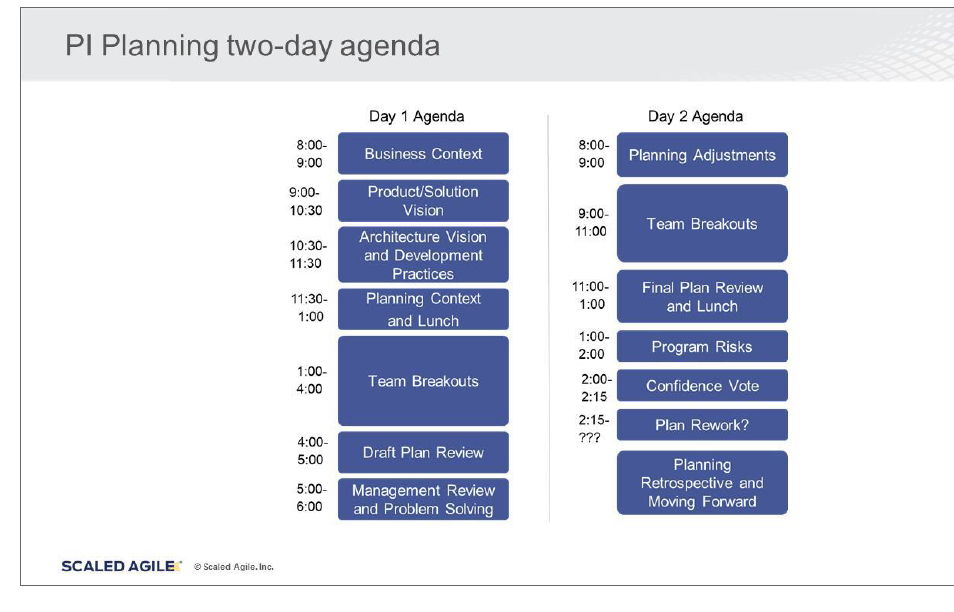 PI Planning two-day agenda
Day 1 Agenda
8:00-
9:00
Business Context
9:00-
10:30
Product/Solution
Vision
10:30-
11:30
Architecture Vision
and Development
Practices
11:30-
1:00
Planning Context
and Lunch
1:00-
4:00
Team Breakouts
4:00-
5:00
Draft Plan Review
5:00-
6:00
Management Review
and Problem Solving
Day 2 Agenda
8:00-
9:00
Planning Adjustments
9:00-
11:00
Team Breakouts
11:00-
1:00
Final Plan Review
and Lunch
1:00-
2:00
Program Risks
2:00-
2:15
Confidence Vote
2:15-
???
Plan Rework?
Planning
Retrospective and
Moving Forward
SCALED AGILE
© Scaled Agile, Inc.